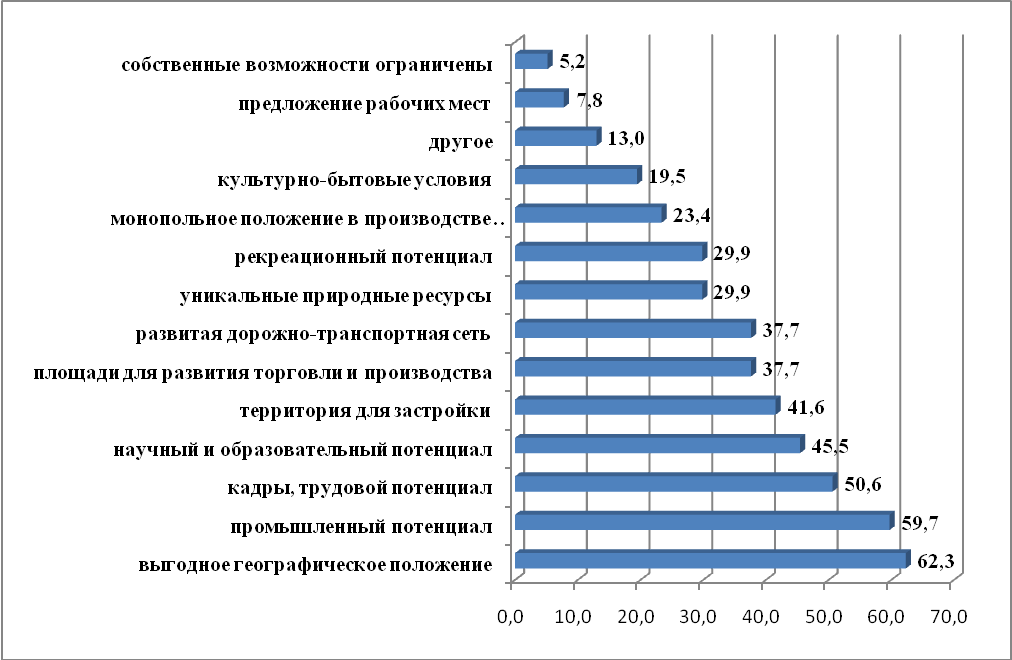 собственные возможности ограничены 5,2
предложение рабочих мест 7,8
другое 13,0
культурно-бытовые условия 19,5
монопольное положение в производстве.. 23,4
рекреационный потенциал 29,9
уникальные природные ресурсы 29,9
развитая дорожно-транспортная сеть 37,7
площади для развития торговли и производства 37,7
территория для застройки 41,6
научный и образовательный потенциал 45,5
кадры, трудовой потенциал 50,6
промышленный потенциал 59,7
выгодное географическое положение 62,3
0,0 10,0 20,0 30,0 40,0 50,0 60,0 70,0